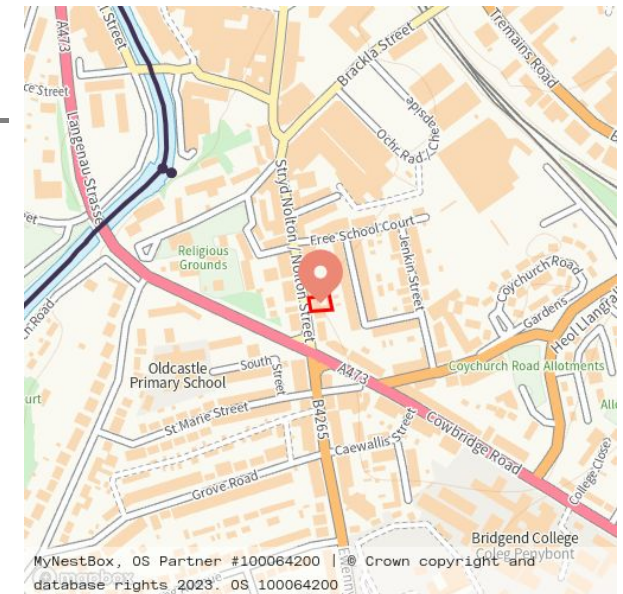 A473
Street
Tremains Road
Brackla Street
Langenau Strasse
Ochr Rad. / Cheapside
Stryd Nolton / Nolton Street
Free School Court
Jenkin Street
Religious
Grounds
Coychurch Road
Gardens
Heol Llangra
Oldcastle
Primary School
South Street
A473
Coychurch Road Allotments
St Marie Street
B4265
Caewallis Street
Cowbridge Road
Grove Road
College Close
Bridgend College
Coleg Penybont
MyNestBox, OS Partner #100064200 | © Crown copyright and
database rights 2023. OS 100064200
mapbox